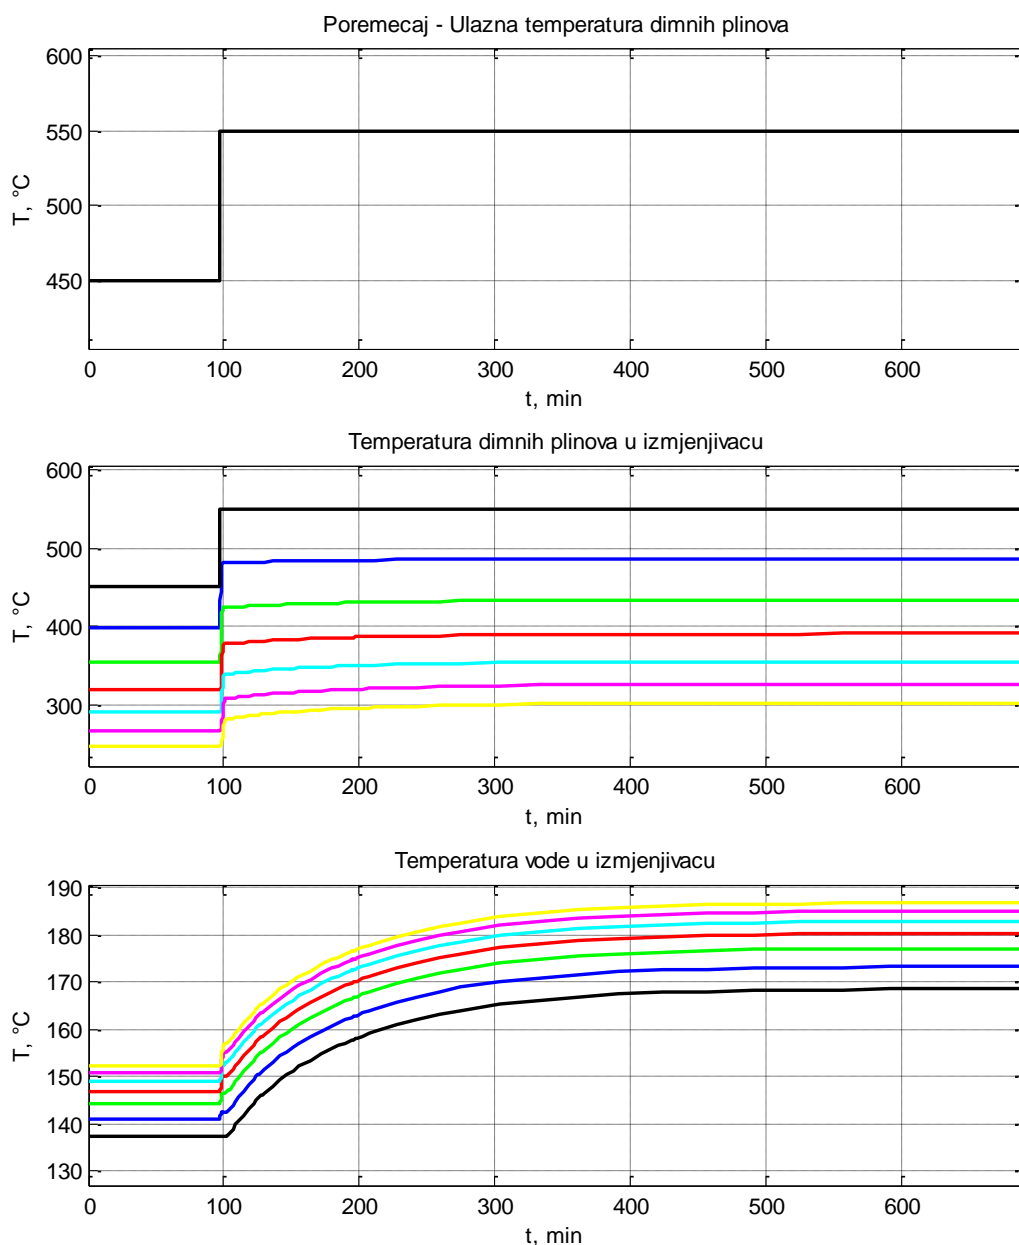 Poremecaj - Ulazna temperatura dimnih plinova
600
550
500
450
T, °C
0 100 200 300 400 500 600
t, min
Temperatura dimnih plinova u izmjenjivacu
600
500
400
300
T, °C
0 100 200 300 400 500 600
t, min
Temperatura vode u izmjenjivacu
190
180
170
160
150
140
130
T, °C
0 100 200 300 400 500 600
t, min